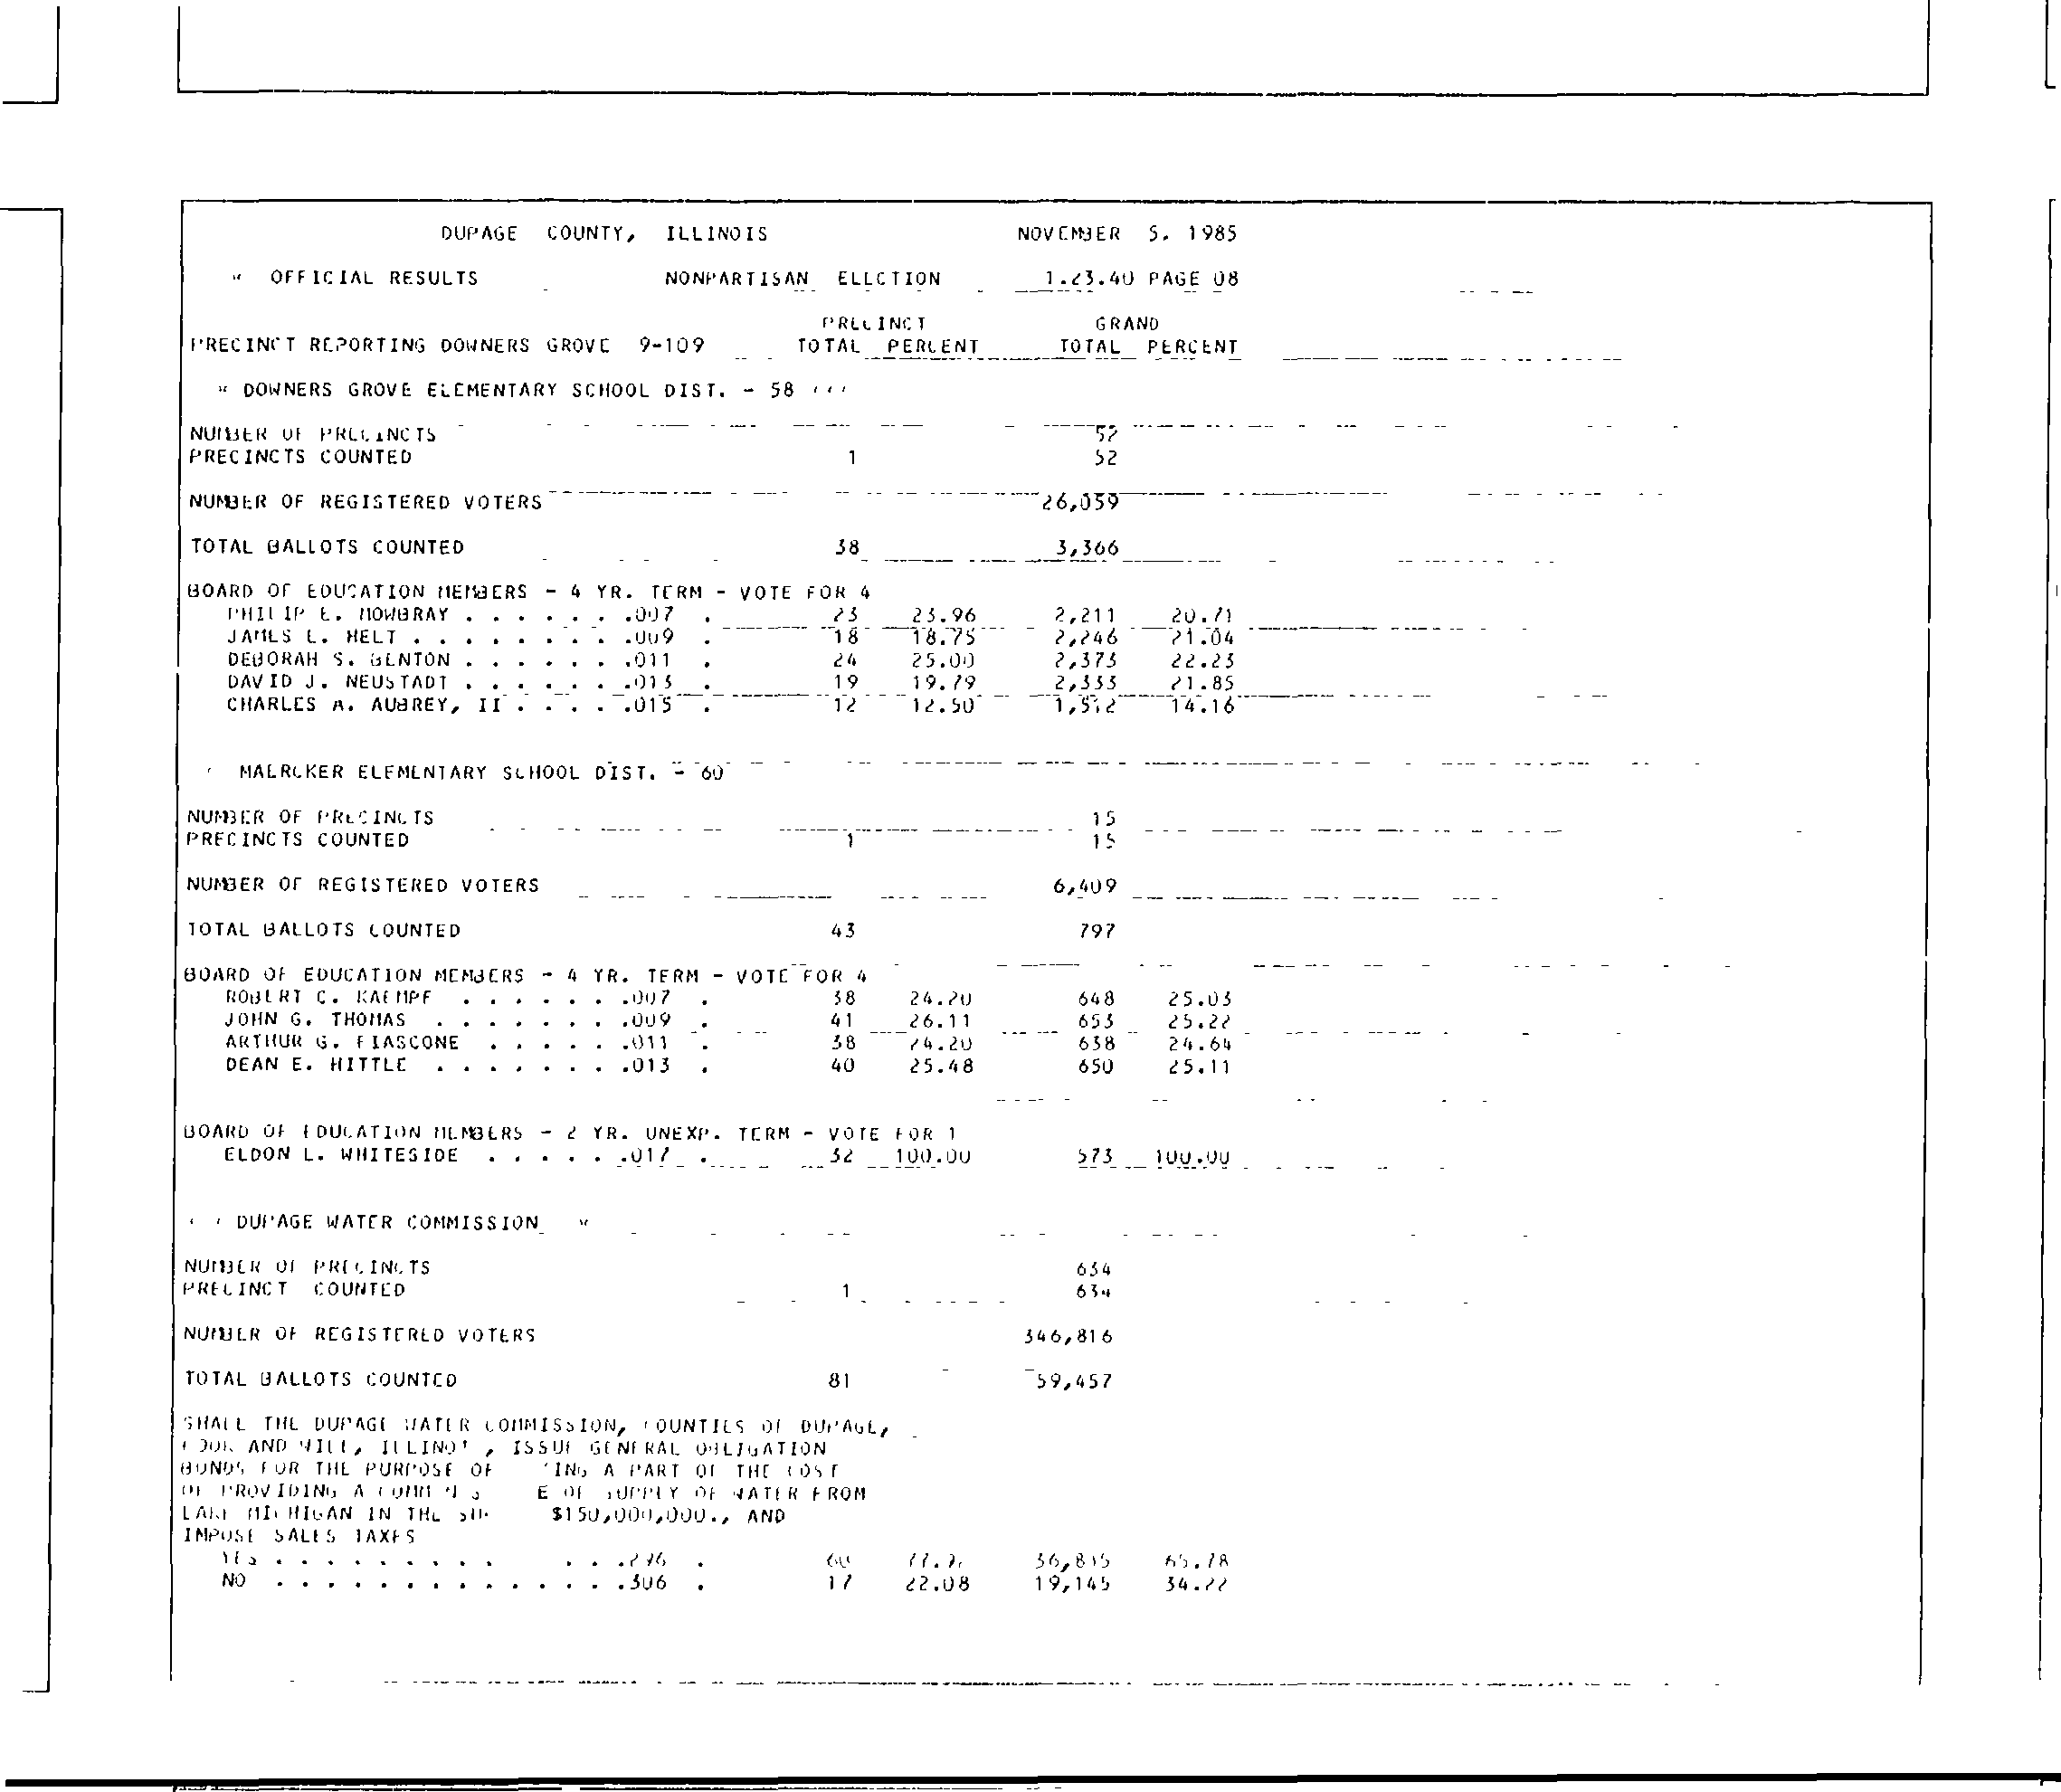 DUPAGE COUNTY, ILLINOIS NOVEMBER 5, 1985
OFFICIAL RESULTS NONPARTISAN ELECTION 1.23.40 PAGE 08
PRECINCT GRAND
PRECINCT REPORTING DOWNERS GROVE 9-109 TOTAL PERCENT TOTAL PERCENT
DOWNERS GROVE ELEMENTARY SCHOOL DIST. - 58
NUMBER OF PRECINCTS 52
PRECINCTS COUNTED 1 52
NUMBER OF REGISTERED VOTERS 26,059
TOTAL BALLOTS COUNTED 38 3,366
BOARD OF EDUCATION MEMBERS - 4 YR. TERM - VOTE FOR 4
PHILIP E. MOWBRAY . . . . . . .007 . 23 23.96 2,211 20.71
JAMES L. HELT . . . . . . . . .009 . 18 18.75 2,246 21.04
DEBORAH S. BENTON . . . . . . .011 . 24 25.00 2,373 22.23
DAVID J. NEUSTADT . . . . . . .013 . 19 19.79 2,333 21.85
CHARLES A. AUBREY, II . . . . .015 . 12 12.50 1,512 14.16
MAERCKER ELEMENTARY SCHOOL DIST. - 60
NUMBER OF PRECINCTS 15
PRECINCTS COUNTED 1 15
NUMBER OF REGISTERED VOTERS 6,409
TOTAL BALLOTS COUNTED 43 797
BOARD OF EDUCATION MEMBERS - 4 YR. TERM - VOTE FOR 4
ROBERT C. KAEMPF . . . . . . .007 . 38 24.20 648 25.03
JOHN G. THOMAS . . . . . . . .009 . 41 26.11 653 25.22
ARTHUR G. FIASCONE . . . . . .011 . 38 24.20 638 24.64
DEAN E. HITTLE . . . . . . . .013 . 40 25.48 650 25.11
BOARD OF EDUCATION MEMBERS - 2 YR. UNEXP. TERM - VOTE FOR 1
ELDON L. WHITESIDE . . . . . .017 . 32 100.00 573 100.00
DUPAGE WATER COMMISSION
NUMBER OF PRECINCTS 634
PRECINCT COUNTED 1 634
NUMBER OF REGISTERED VOTERS 346,816
TOTAL BALLOTS COUNTED 81 59,457
SHALL THE DUPAGE WATER COMMISSION, COUNTIES OF DUPAGE,
COOK AND WILL, ILLINOI , ISSUE GENERAL OBLIGATION
BONDS FOR THE PURPOSE OF ING A PART OF THE COST
OF PROVIDING A E OF SUPPLY OF WATER FROM
LAKE MICHIGAN IN THE $150,000,000., AND
IMPOSE SALES TAXES
YES . . . . . . . . . . . .296 . 60 36,815 65.78
NO . . . . . . . . . . . . . .306 . 17 22.08 19,145 34.22